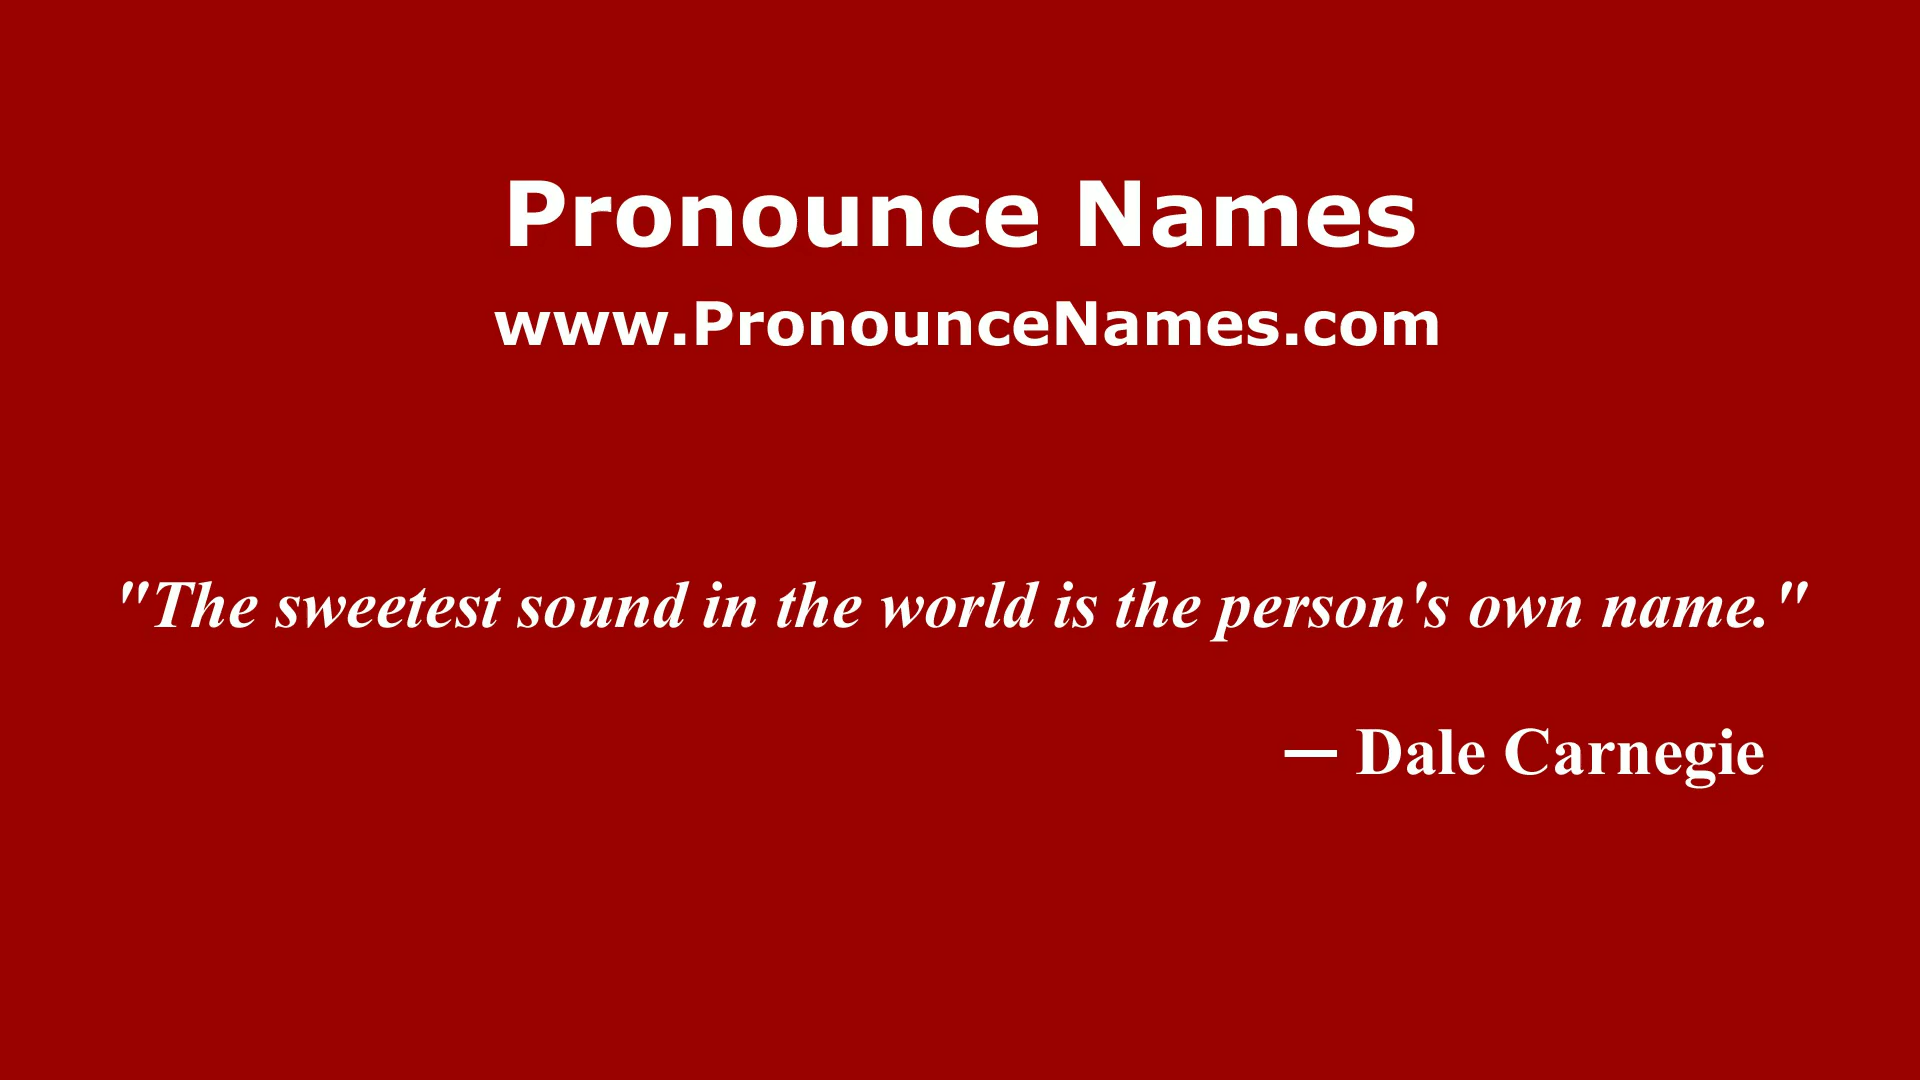 Pronounce Names
www.PronounceNames.com
"The sweetest sound in the world is the person's own name."
— Dale Carnegie